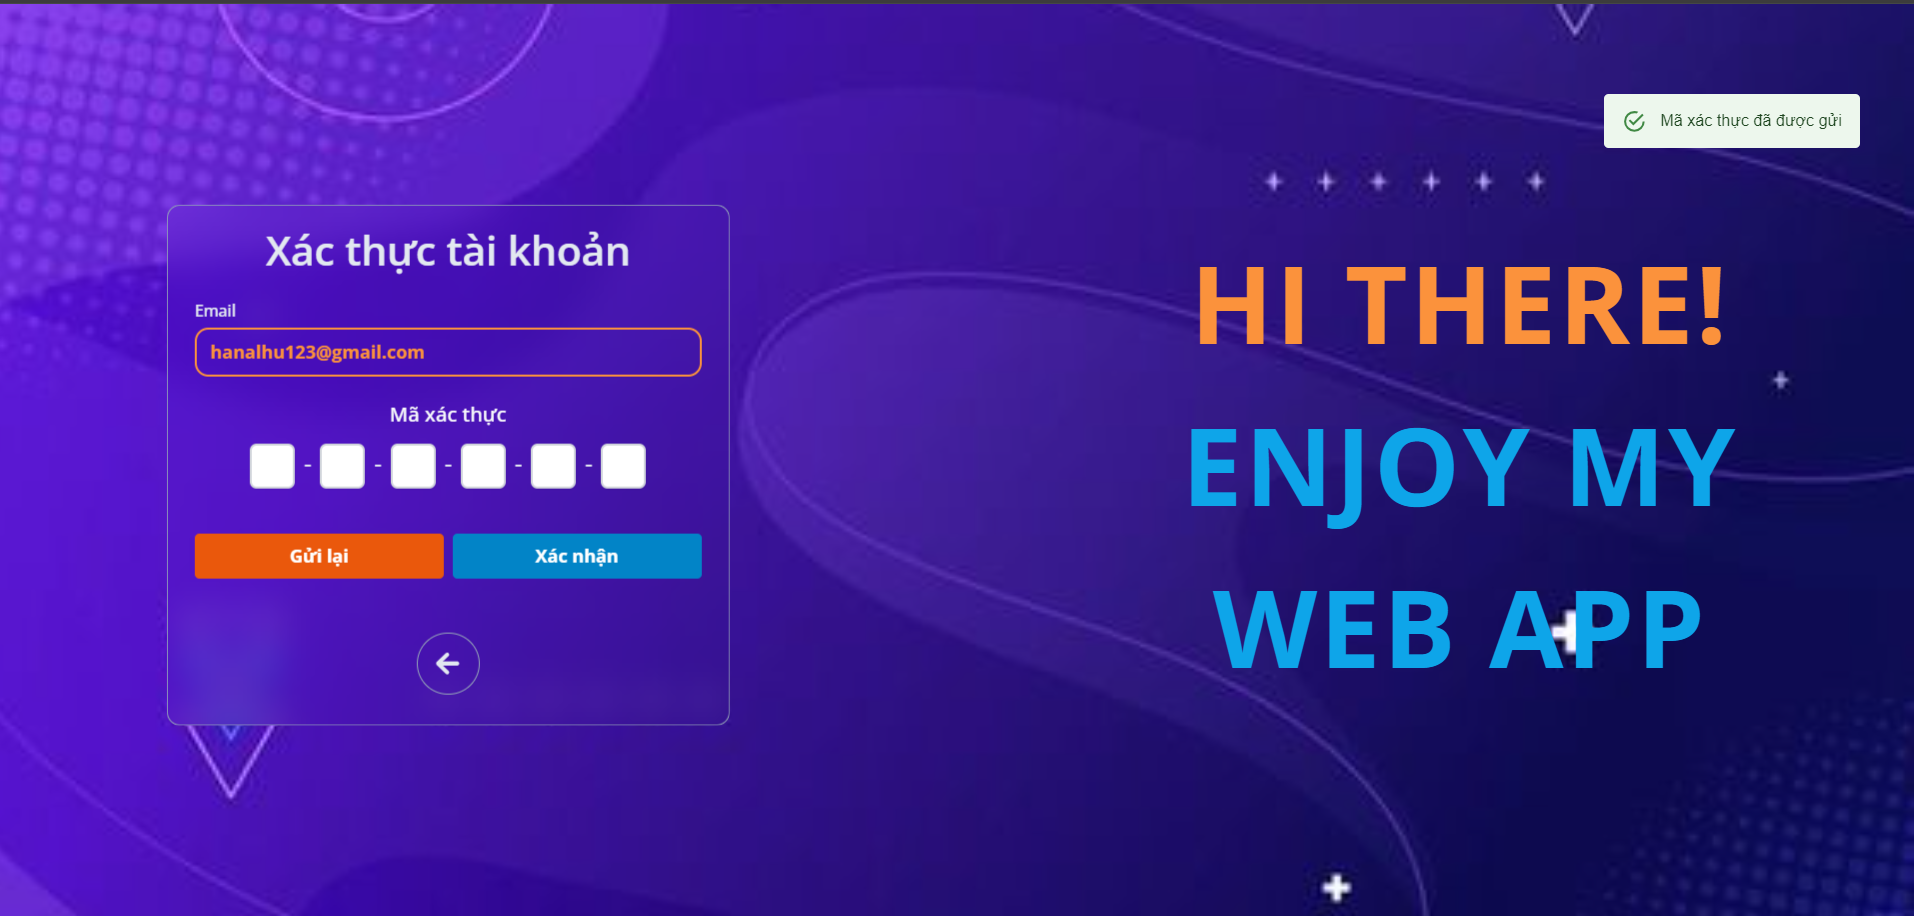 Mã xác thực đã được gửi
Xác thực tài khoản
Email
hanalhu123@gmail.com
Mã xác thực
- - - - -
Gửi lại
Xác nhận
HI THERE!
ENJOY MY
WEB APP